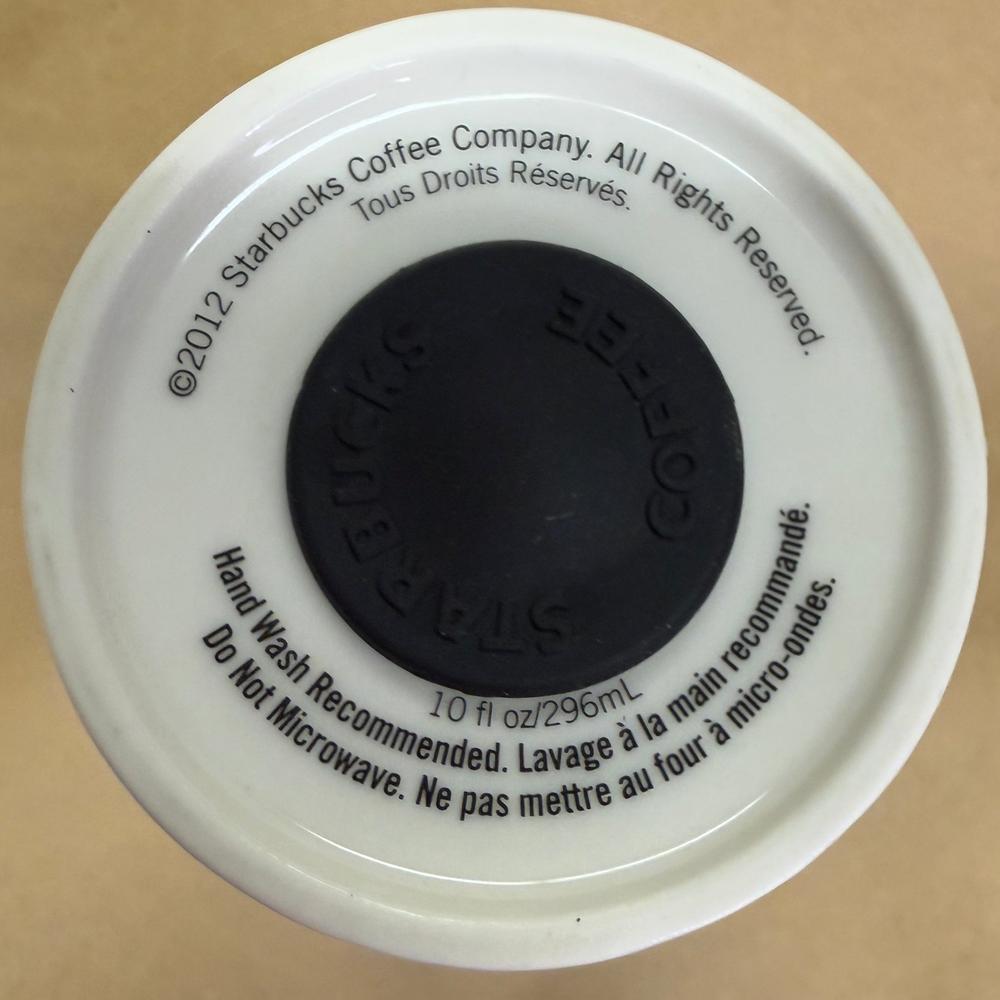 ©2012 Starbucks Coffee Company. All Rights Reserved.
Tous Droits Réservés.
STARBUCKS
COFFEE
10 fl oz/296mL
Hand Wash Recommended. Lavage à la main recommandé.
Do Not Microwave. Ne pas mettre au four à micro-ondes.